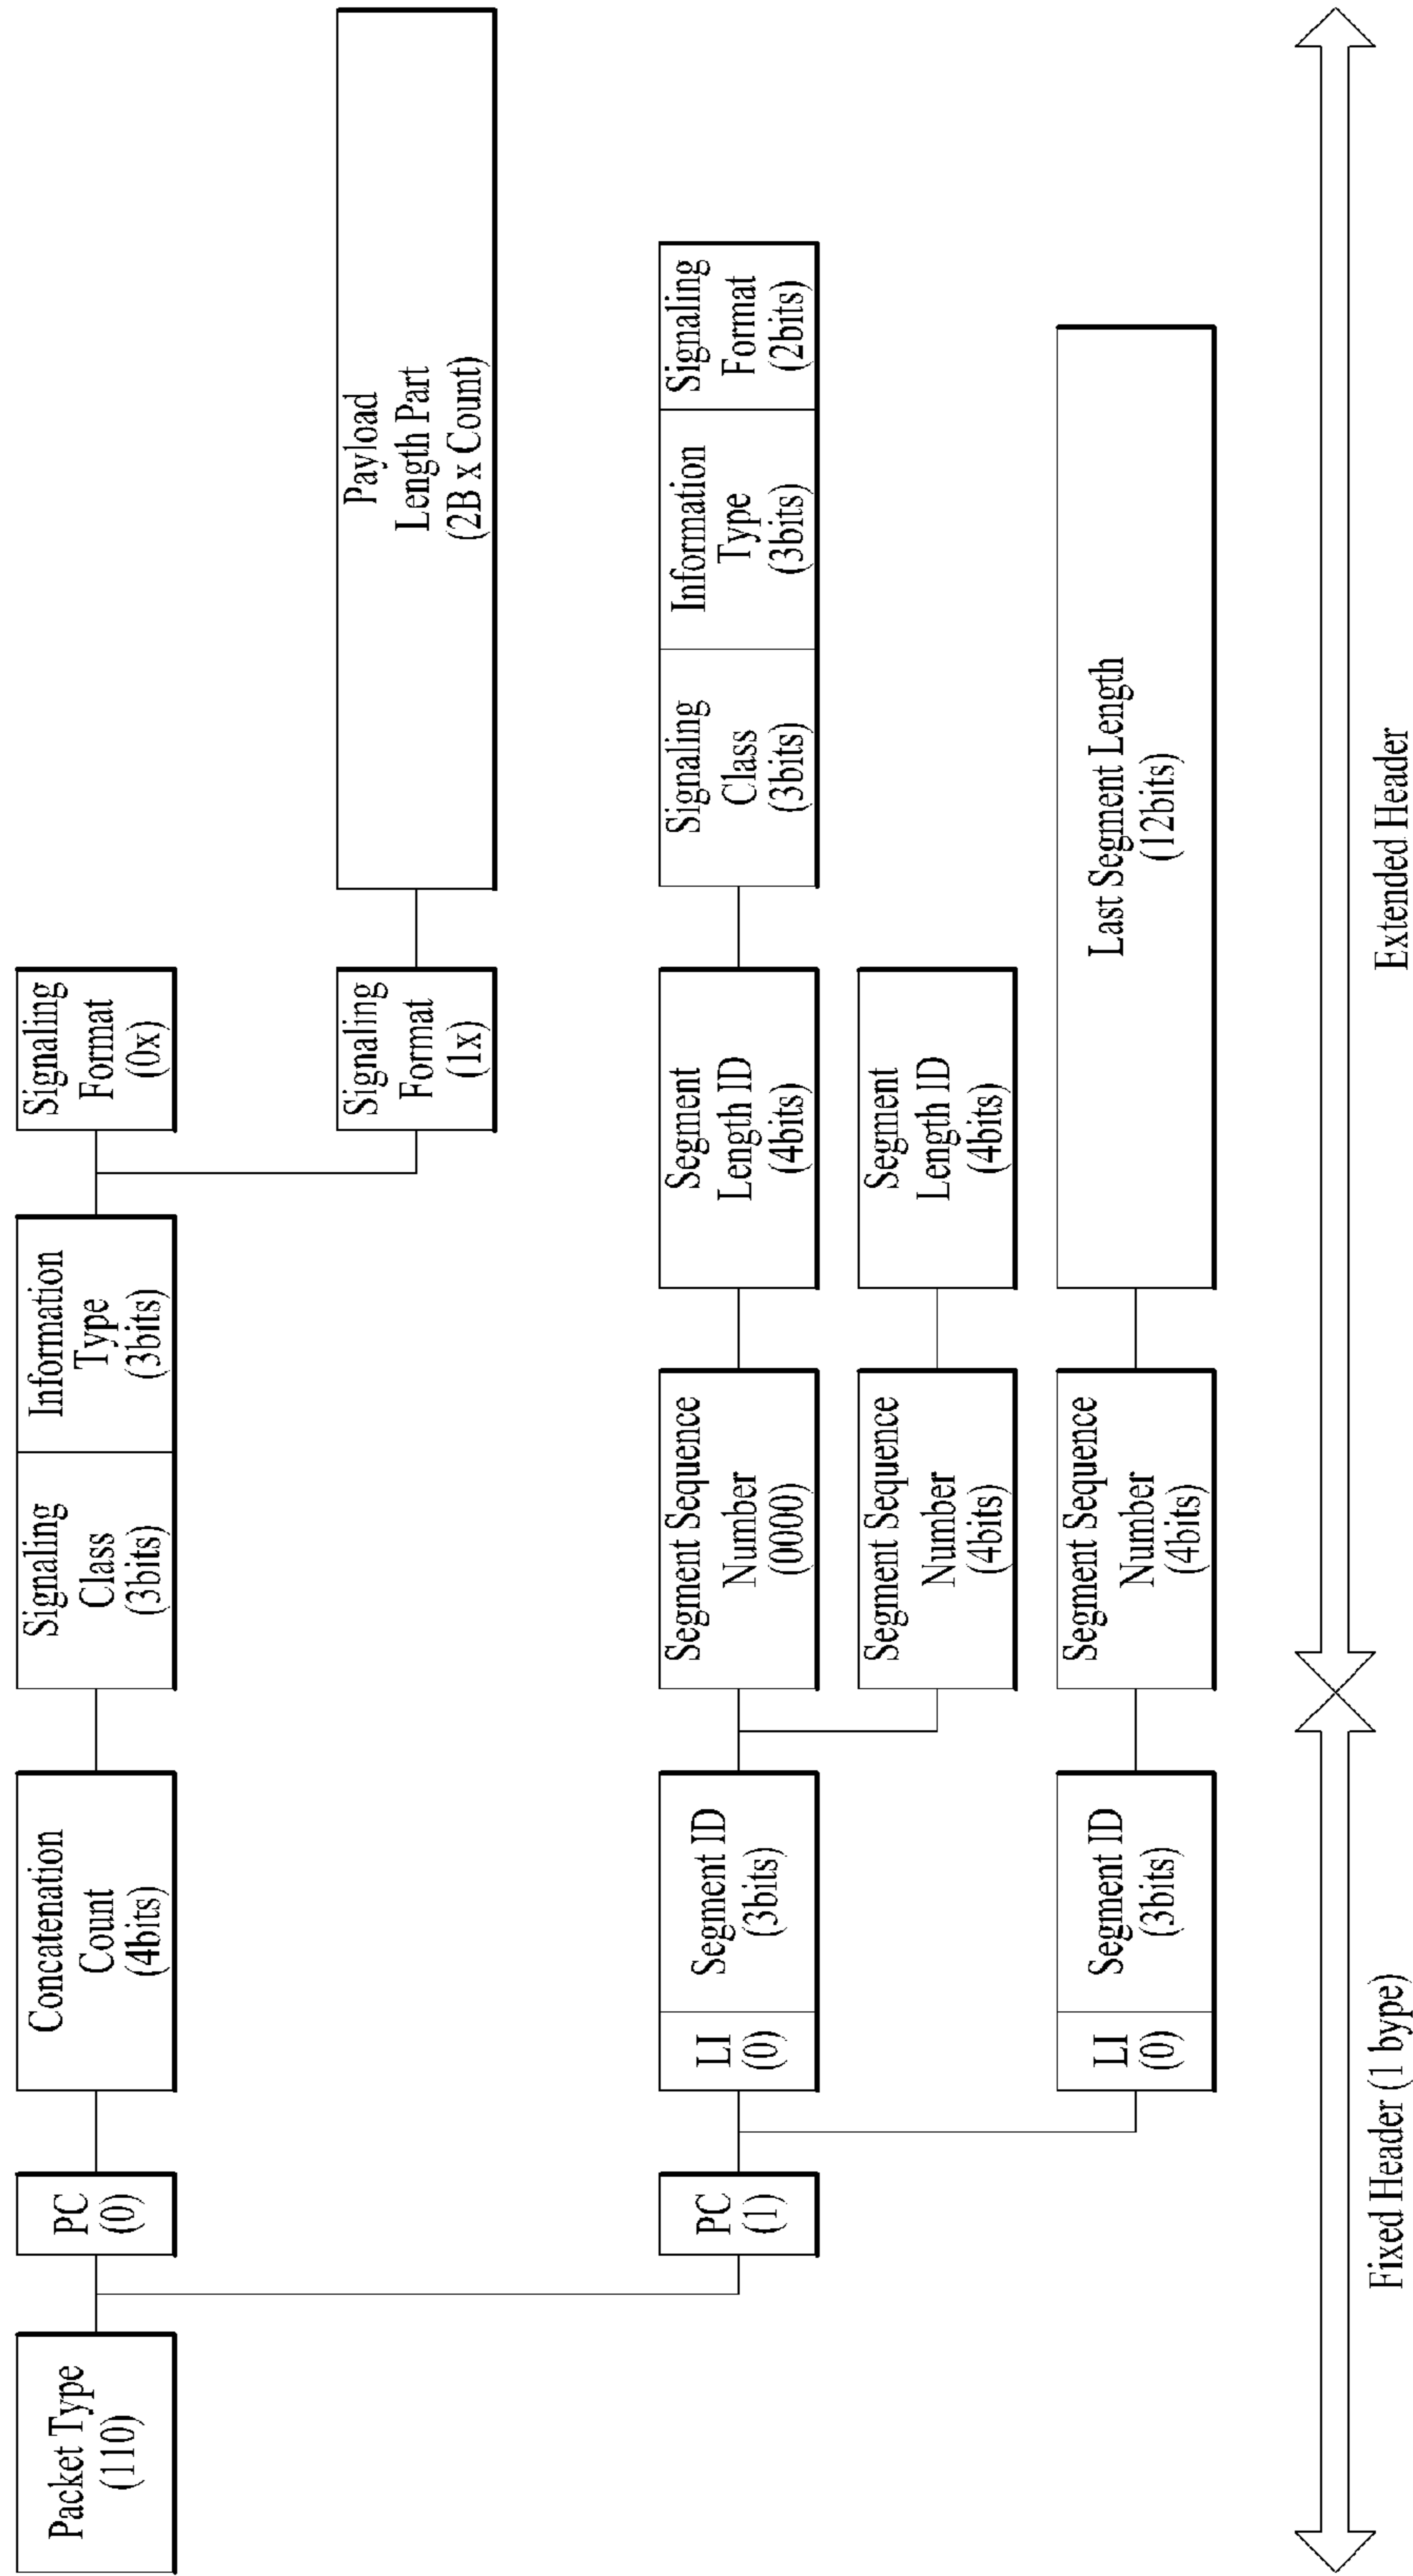 Packet Type
(110)
PC
(0)
Concatenation
Count
(4bits)
Signaling
Class
(3bits)
Information
Type
(3bits)
Signaling
Format
(0x)
Signaling
Format
(1x)
Payload
Length Part
(2B x Count)
PC
(1)
LI
(0)
Segment ID
(3bits)
Segment Sequence
Number
(0000)
Segment
Length ID
(4bits)
Signaling
Class
(3bits)
Information
Type
(3bits)
Signaling
Format
(2bits)
Segment Sequence
Number
(4bits)
Segment
Length ID
(4bits)
LI
(0)
Segment ID
(3bits)
Segment Sequence
Number
(4bits)
Last Segment Length
(12bits)
Fixed Header (1 bype)
Extended Header